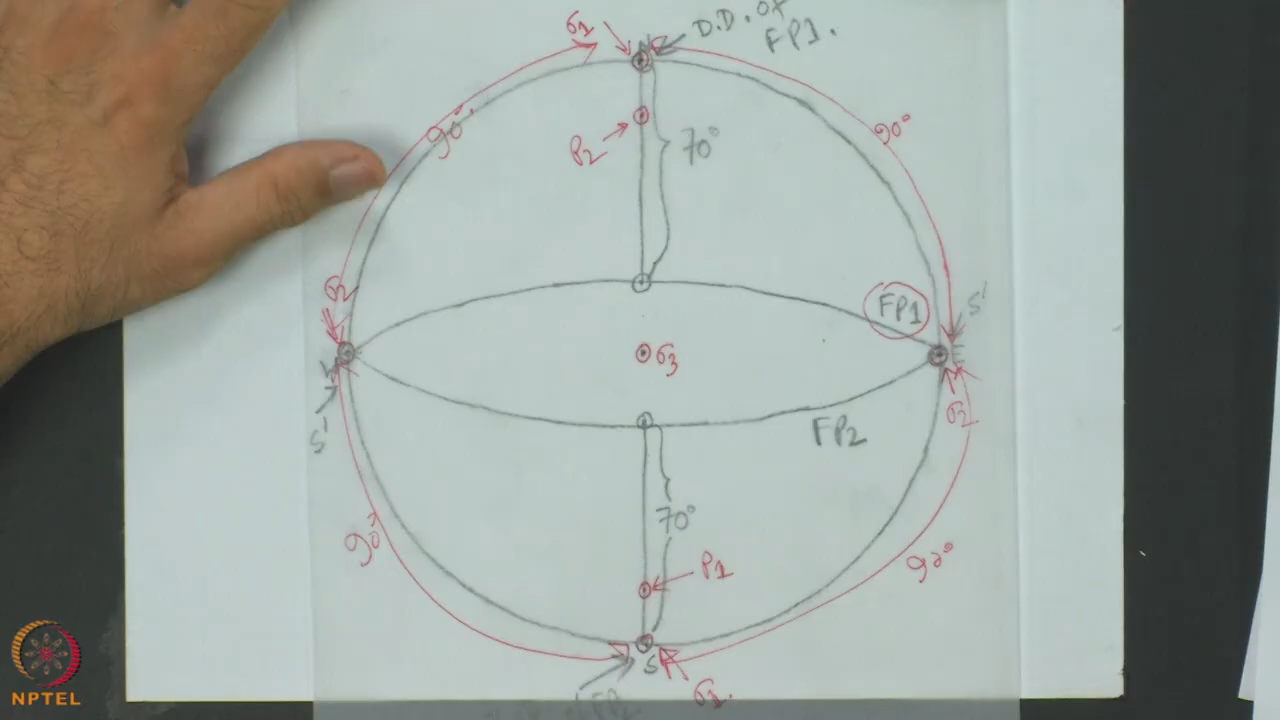 σ1
N
D.D. of
FP1.
90°
90°
P2
70°
σ2
FP1
S'
σ3
W
E
S'
σ2
FP2
70°
90°
90°
P1
S
σ1.
NPTEL